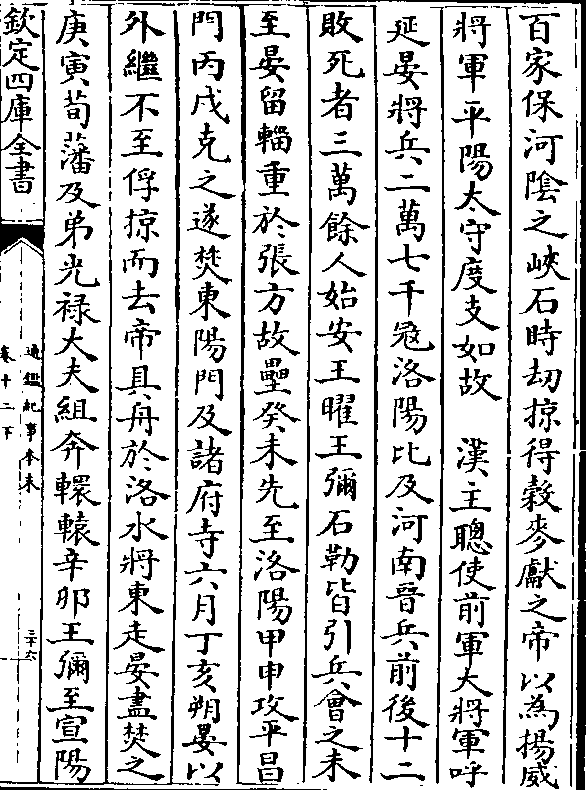 百家保河陰之峽石時刼掠得穀麥獻之帝以為揚威
將軍平陽太守度支如故　漢主聰使前軍大將軍呼
延晏將兵二萬七千冦洛陽比及河南晉兵前後十二
敗死者三萬餘人始安王曜王彌石勒皆引兵會之未
至晏留輜重於張方故壘癸未先至洛陽甲申攻平昌
門丙戌克之遂焚東陽門及諸府寺六月丁亥朔晏以
外繼不至俘掠而去帝具舟於洛水將東走晏盡焚之
庚寅荀藩及弟光禄大夫組奔轘轅辛卯王彌至宣陽
欽定四庫全書
通鑑紀事本末
卷十二下
三十六